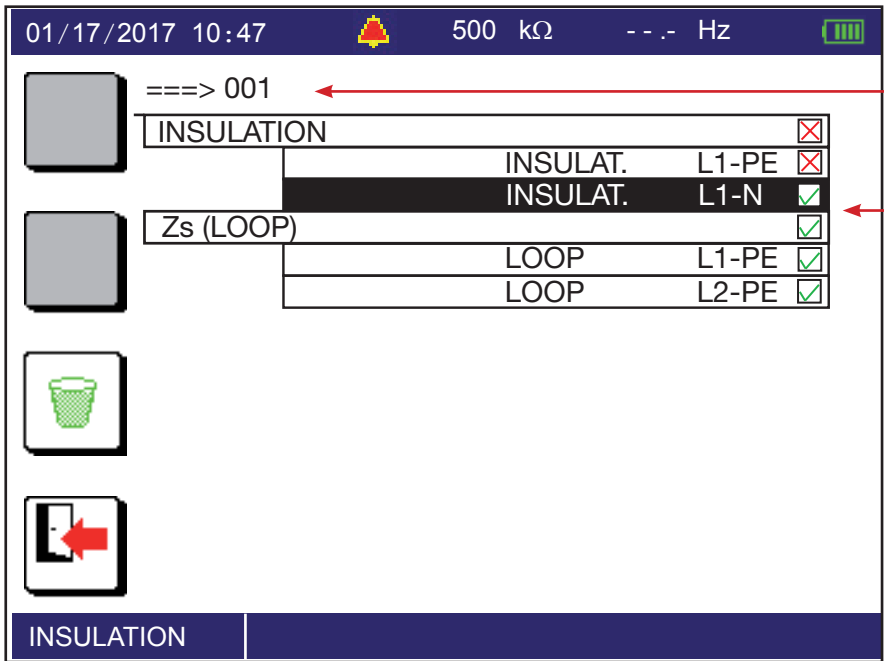 01/17/2017 10:47 500 kΩ - - .- Hz
===> 001
INSULATION
INSULAT. L1-PE
INSULAT. L1-N
Zs (LOOP)
LOOP L1-PE
LOOP L2-PE
INSULATION